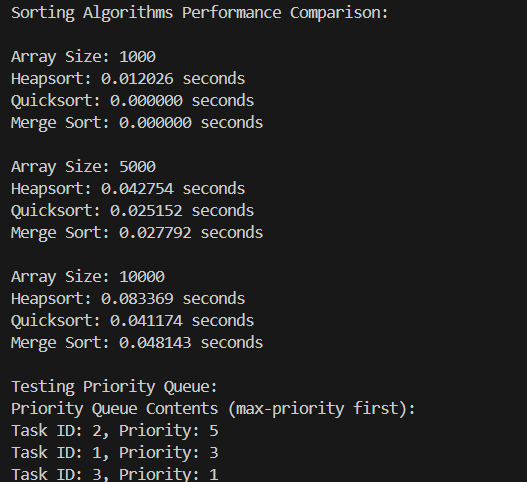 Sorting Algorithms Performance Comparison:
Array Size: 1000
Heapsort: 0.012026 seconds
Quicksort: 0.000000 seconds
Merge Sort: 0.000000 seconds
Array Size: 5000
Heapsort: 0.042754 seconds
Quicksort: 0.025152 seconds
Merge Sort: 0.027792 seconds
Array Size: 10000
Heapsort: 0.083369 seconds
Quicksort: 0.041174 seconds
Merge Sort: 0.048143 seconds
Testing Priority Queue:
Priority Queue Contents (max-priority first):
Task ID: 2, Priority: 5
Task ID: 1, Priority: 3
Task ID: 3, Priority: 1